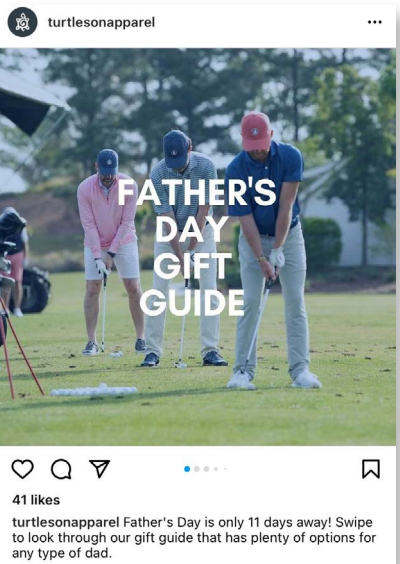 turtlesonapparel
FATHER'S
DAY
GIFT
GUIDE
41 likes
turtlesonapparel Father's Day is only 11 days away! Swipe
to look through our gift guide that has plenty of options for
any type of dad.